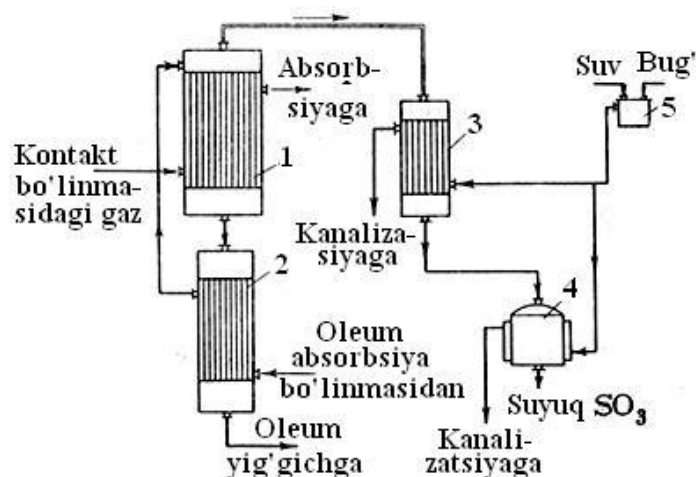 Absorb-
siyaga
Suv Bug'
5
3
Kontakt
bo'linma-
sidagi gaz
1
Kanaliza-
siyaga
2
4
Oleum
absorbsiya
bo'linmasidan
Suyuq SO₃
Oleum
yig'gichga
Kanali-
zatsiyaga